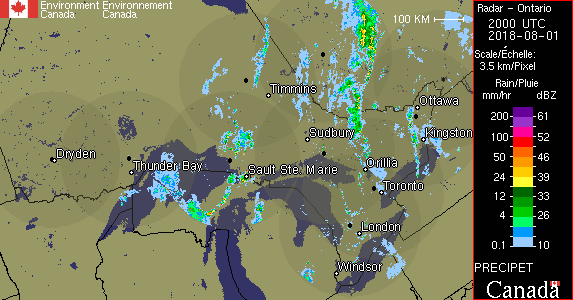 Environment Environnement
Canada Canada
100 KM
Timmins
Ottawa
Sudbury
Kingston
Dryden
Thunder Bay
Sault Ste. Marie
Orillia
Toronto
London
Windsor
Radar - Ontario
2000 UTC
2018-08-01
Scale/Échelle:
3.5 km/Pixel
Rain/Pluie
mm/hr dBZ
200 61
100 52
50 46
24 39
12 33
4 26
0.1 10
PRECIPET
Canada